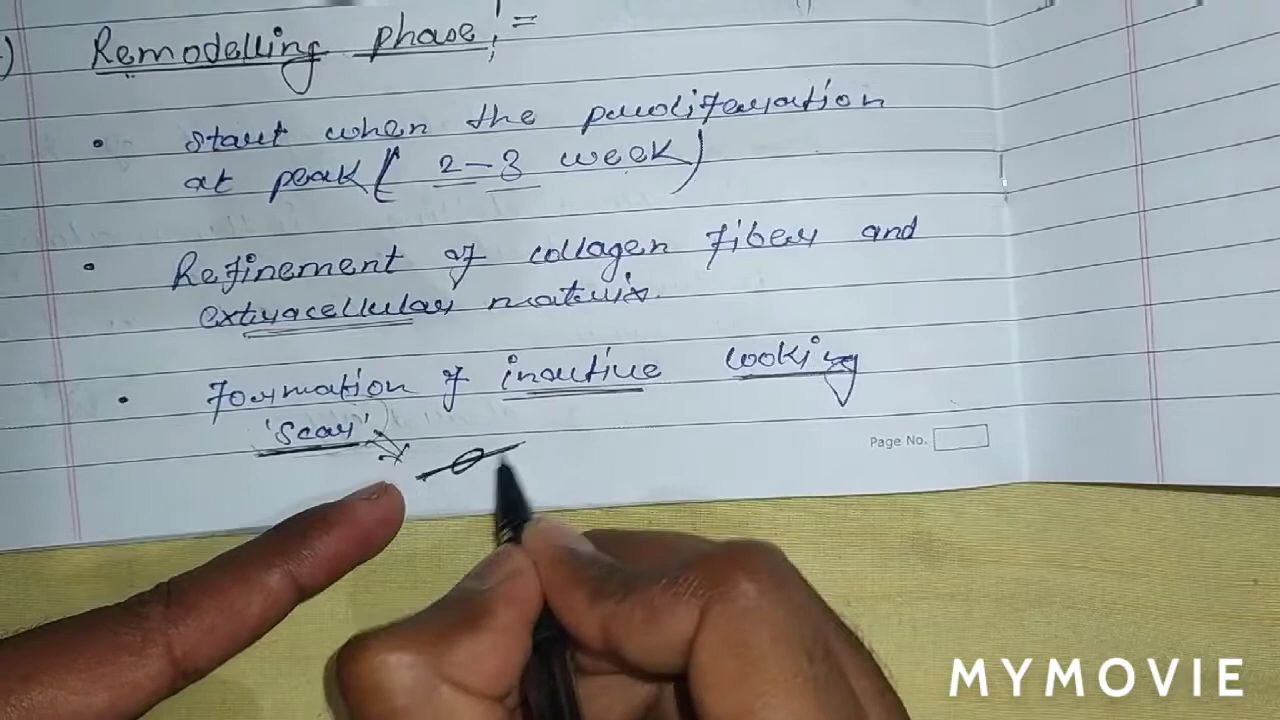 ) Remodelling phase :=
• Start when the proliferation
at peak ( 2-3 week)
• Refinement of collagen fiber and
extracellular matrix.
• Formation of inactive looking
'Scar'
Page No.
MYMOVIE